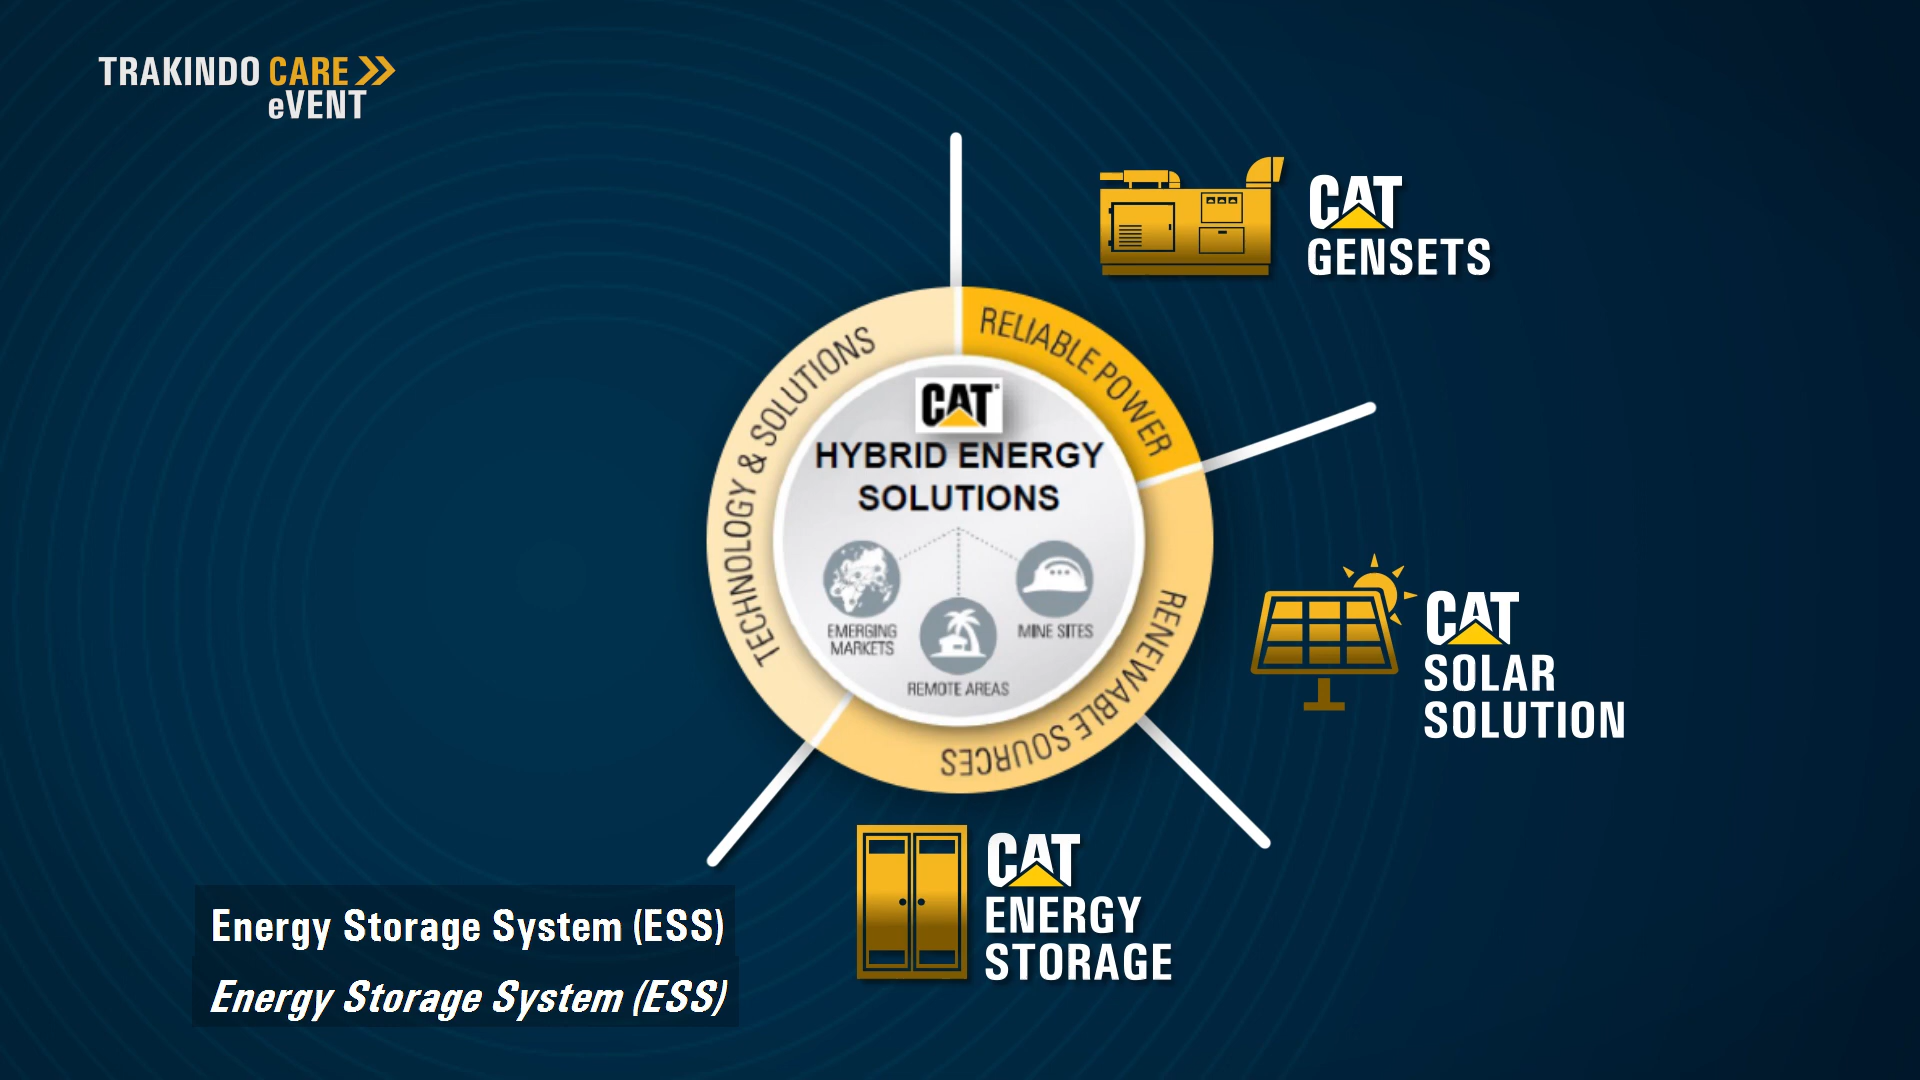 TRAKINDO CARE
eVENT
CAT
GENSETS
RELIABLE POWER
TECHNOLOGY & SOLUTIONS
CAT
HYBRID ENERGY
SOLUTIONS
EMERGING
MARKETS
MINE SITES
REMOTE AREAS
RENEWABLE SOURCES
CAT
SOLAR
SOLUTION
CAT
ENERGY
STORAGE
Energy Storage System (ESS)
Energy Storage System (ESS)